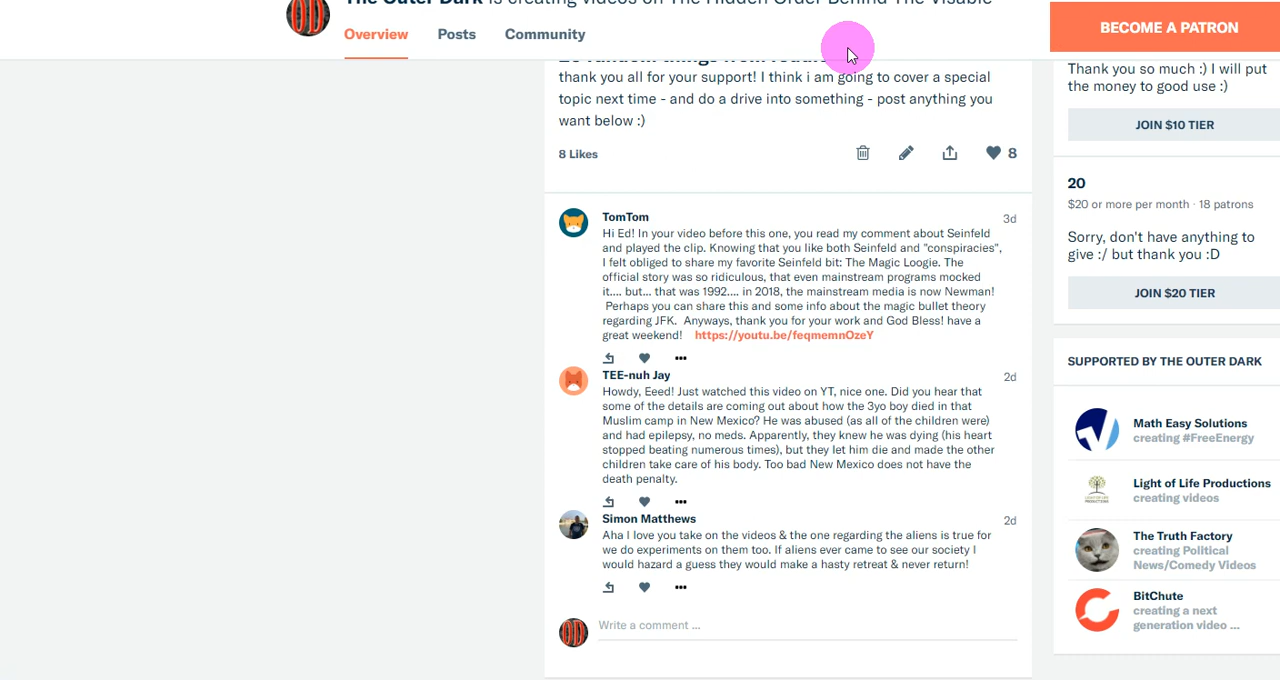 The Outer Dark is creating videos on The Hidden Order Behind The Visable
Overview Posts Community
BECOME A PATRON
thank you all for your support! I think i am going to cover a special
topic next time - and do a drive into something - post anything you
want below :)
8 Likes
8
TomTom
3d
Hi Ed! In your video before this one, you read my comment about Seinfeld
and played the clip. Knowing that you like both Seinfeld and "conspiracies",
I felt obliged to share my favorite Seinfeld bit: The Magic Loogie. The
official story was so ridiculous, that even mainstream programs mocked
it.... but... that was 1992.... in 2018, the mainstream media is now Newman!
Perhaps you can share this and some info about the magic bullet theory
regarding JFK. Anyways, thank you for your work and God Bless! have a
great weekend! https://youtu.be/feqmemnOzeY
TEE-nuh Jay
2d
Howdy, Eeed! Just watched this video on YT, nice one. Did you hear that
some of the details are coming out about how the 3yo boy died in that
Muslim camp in New Mexico? He was abused (as all of the children were)
and had epilepsy, no meds. Apparently, they knew he was dying (his heart
stopped beating numerous times), but they let him die and made the other
children take care of his body. Too bad New Mexico does not have the
death penalty.
Simon Matthews
2d
Aha I love you take on the videos & the one regarding the aliens is true for
we do experiments on them too. If aliens ever came to see our society I
would hazard a guess they would make a hasty retreat & never return!
OD
Write a comment ...
Thank you so much :) I will put
the money to good use :)
JOIN $10 TIER
20
$20 or more per month · 18 patrons
Sorry, don't have anything to
give :/ but thank you :D
JOIN $20 TIER
SUPPORTED BY THE OUTER DARK
Math Easy Solutions
creating #FreeEnergy
Light of Life Productions
creating videos
The Truth Factory
creating Political
News/Comedy Videos
BitChute
creating a next
generation video ...